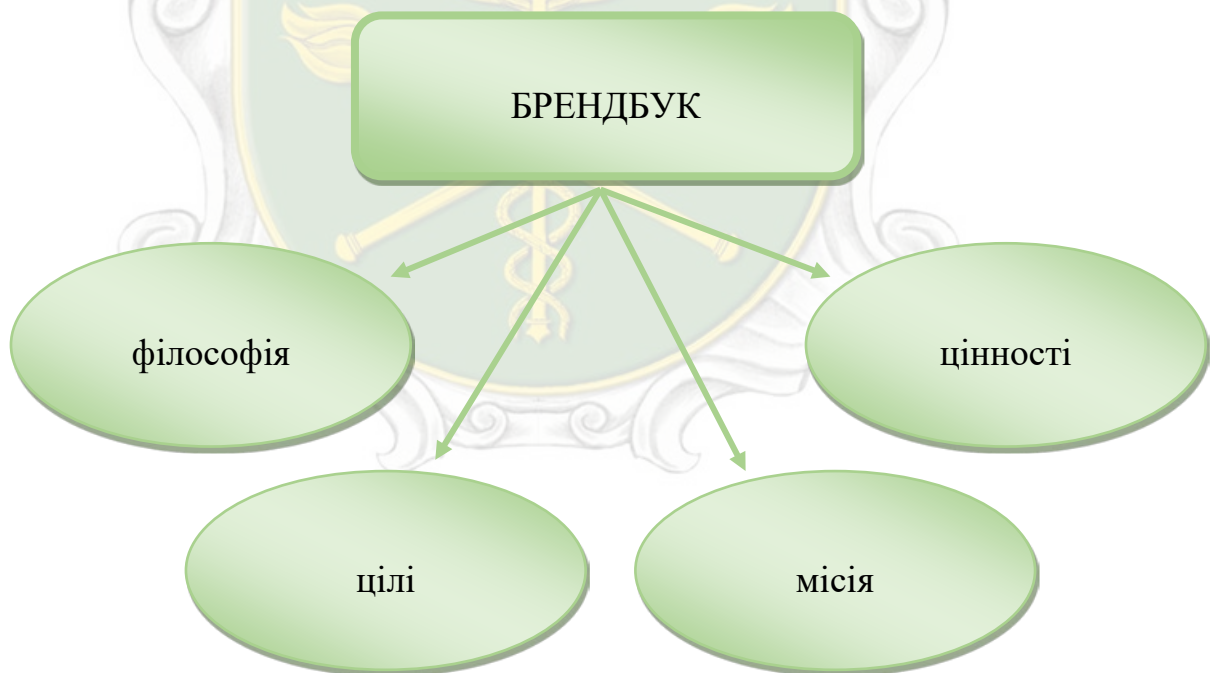 БРЕНДБУК
філософія
цінності
цілі
місія